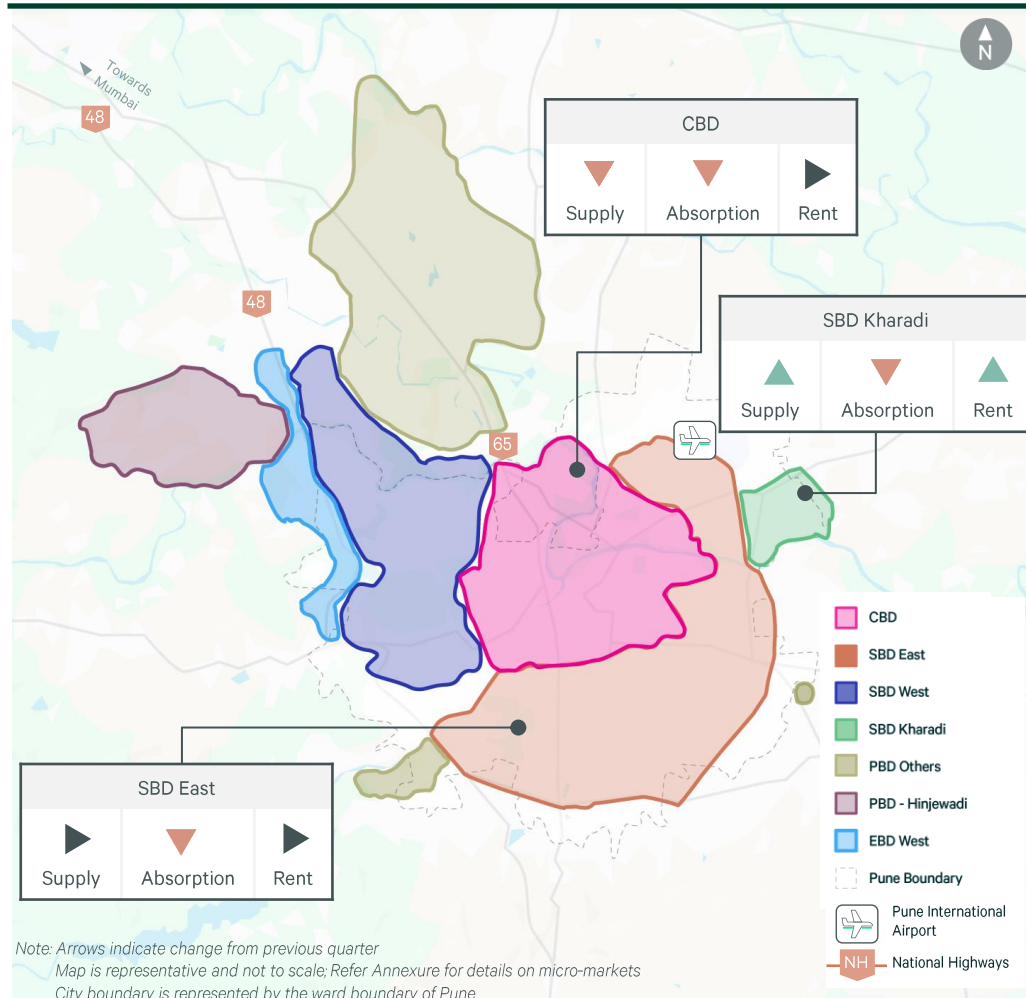 N
Towards
Mumbai
48
CBD
Supply
Absorption
Rent
48
SBD Kharadi
Supply
Absorption
Rent
65
CBD
SBD East
SBD West
SBD Kharadi
PBD Others
PBD - Hinjewadi
EBD West
Pune Boundary
Pune International
Airport
NH
National Highways
SBD East
Supply
Absorption
Rent
Note: Arrows indicate change from previous quarter
Map is representative and not to scale; Refer Annexure for details on micro-markets
City boundary is represented by the ward boundary of Pune